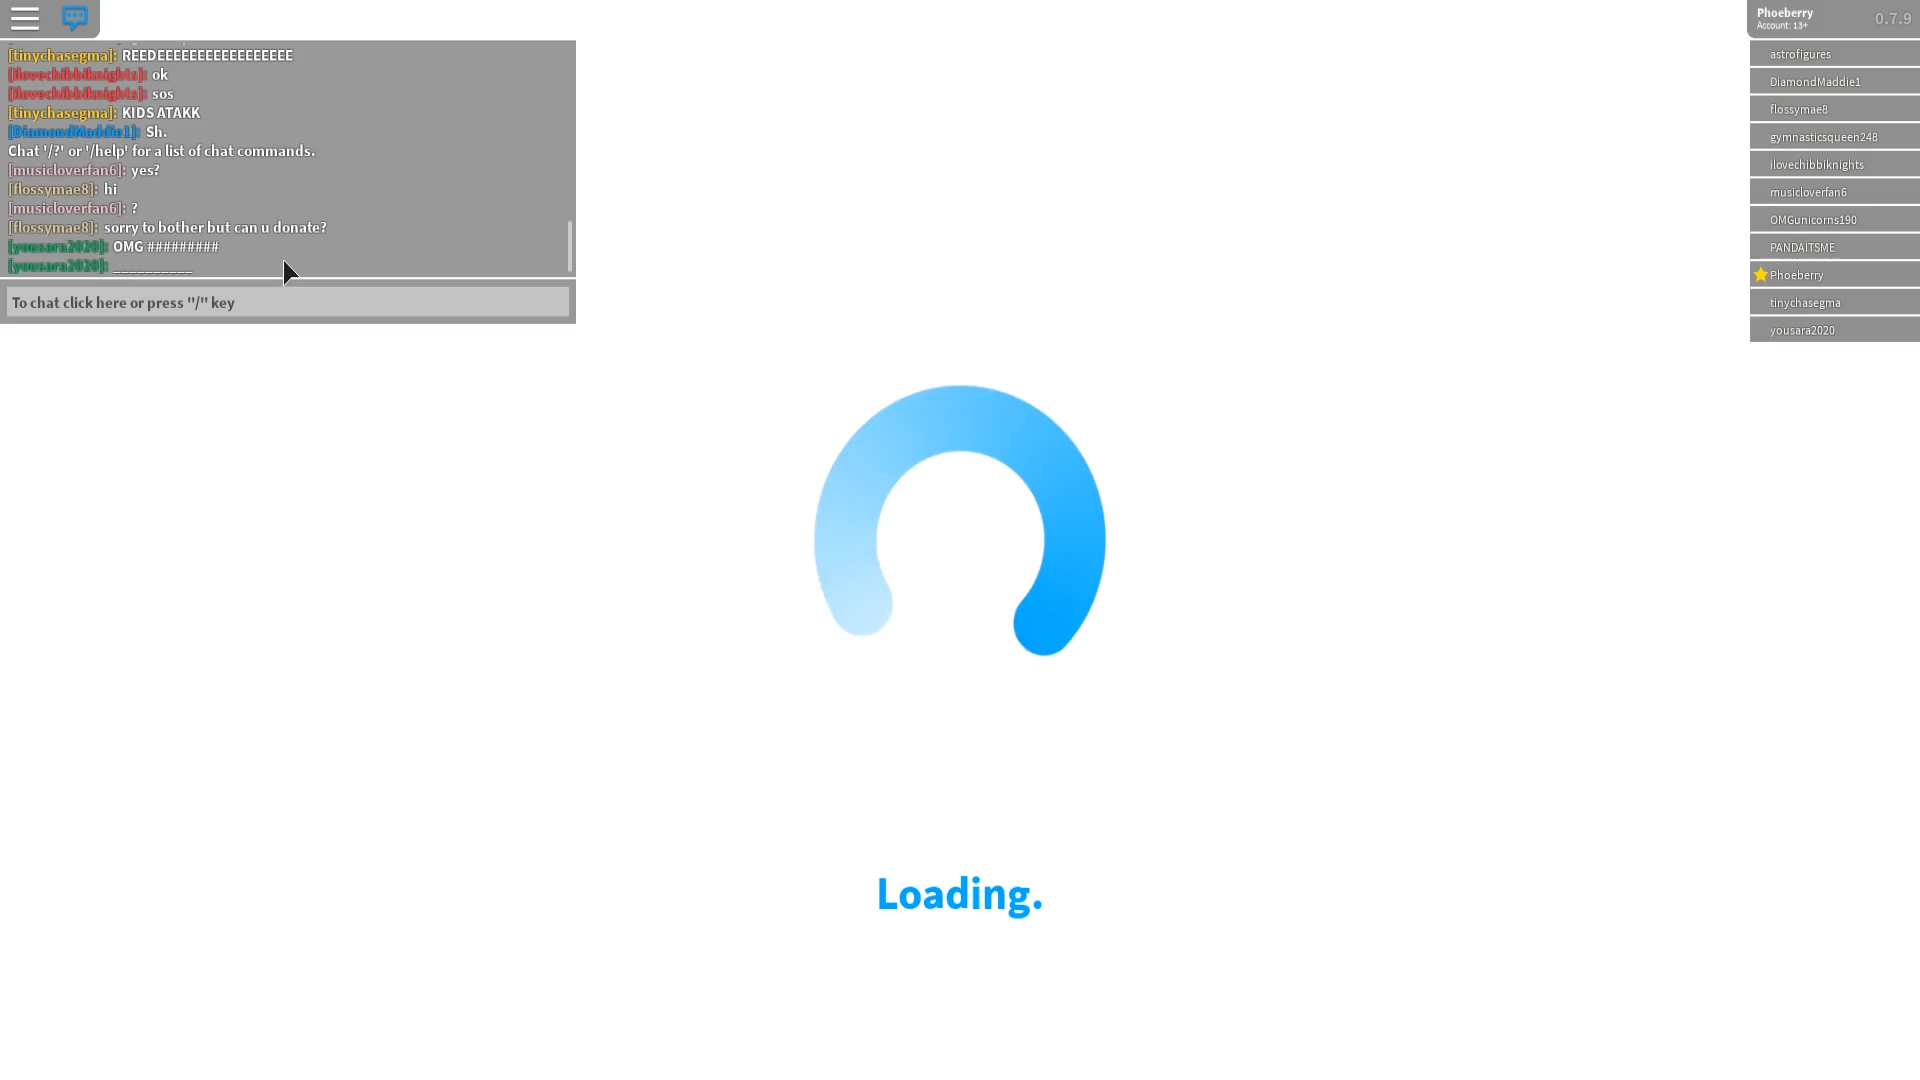 Phoeberry
Account: 13+
0.7.9
[tinychasegma]: REEDEEEEEEEEEEEEEEEEE
[ilovechibbiknights]: ok
[ilovechibbiknights]: sos
[tinychasegma]: KIDS ATAKK
[DiamondMaddie1]: Sh.
Chat '/?' or '/help' for a list of chat commands.
[musicloverfan6]: yes?
[flossymae8]: hi
[musicloverfan6]: ?
[flossymae8]: sorry to bother but can u donate?
[yousara2020]: OMG #########
[yousara2020]: __________
To chat click here or press "/" key
astrofigures
DiamondMaddie1
flossymae8
gymnasticsqueen248
ilovechibbiknights
musicloverfan6
OMGunicorns190
PANDAITSME
Phoeberry
tinychasegma
yousara2020
Loading.